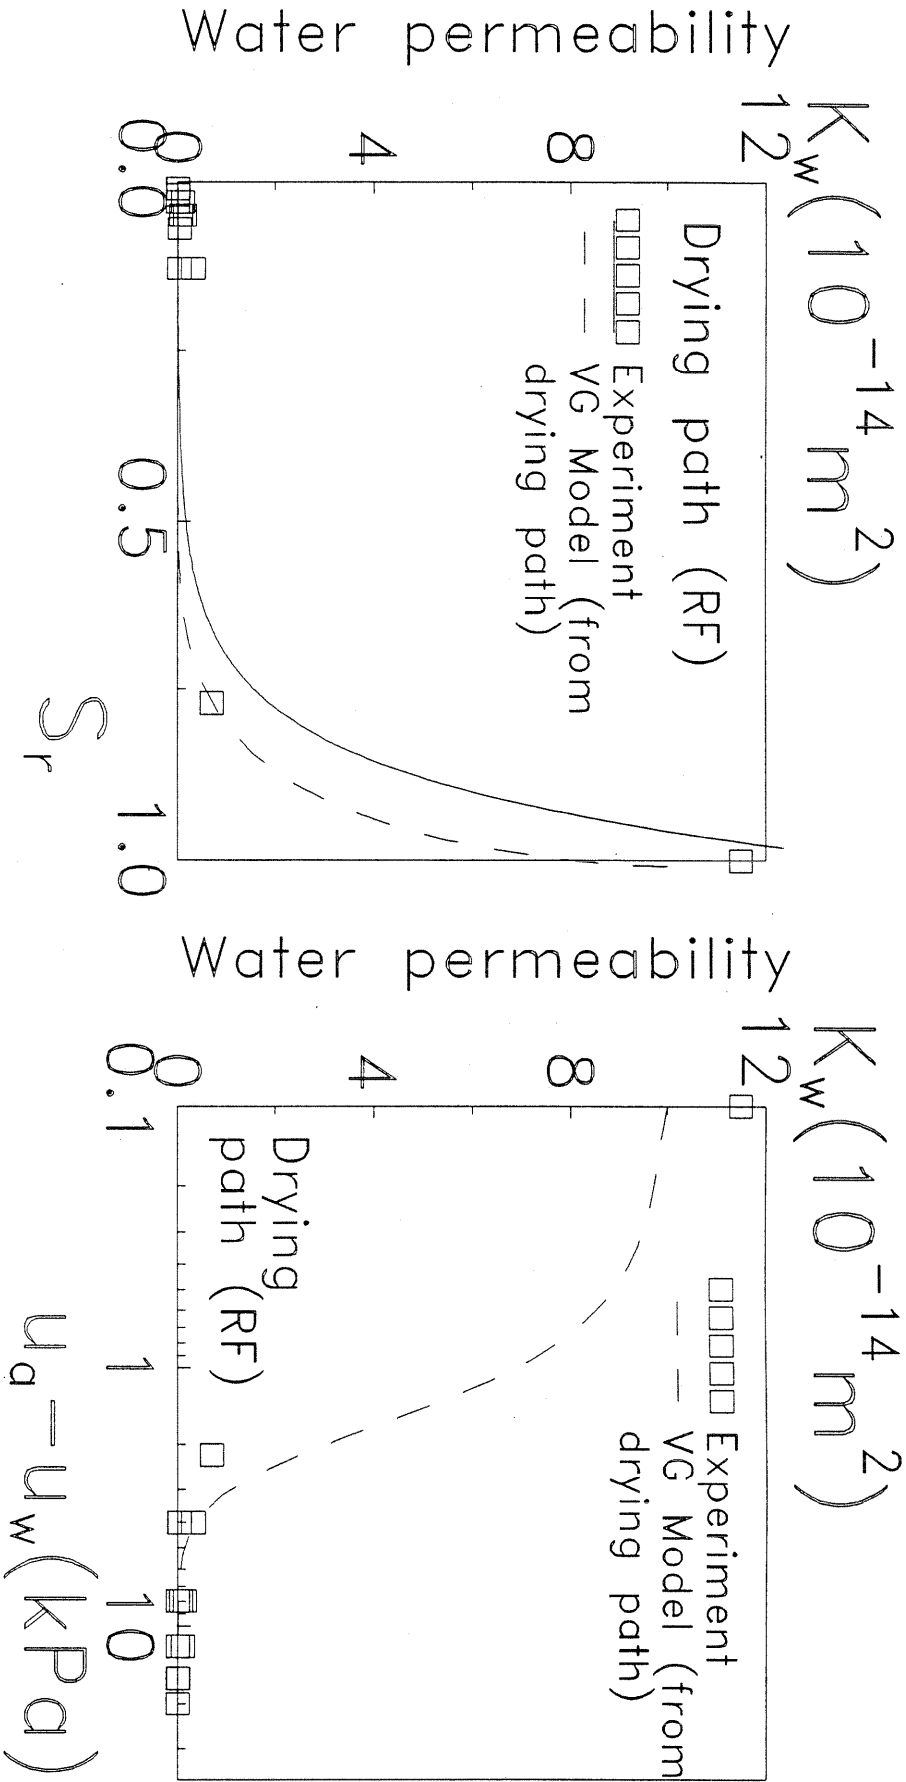 Water permeability
K_w (10^-14 m^2)
12
8
4
0
0.0
0.5
1.0
S_r
Drying path (RF)
Experiment
VG Model (from
drying path)
Water permeability
K_w (10^-14 m^2)
12
8
4
0
0.1
1
10
u_a-u_w (kPa)
Experiment
VG Model (from
drying path)
Drying
path (RF)